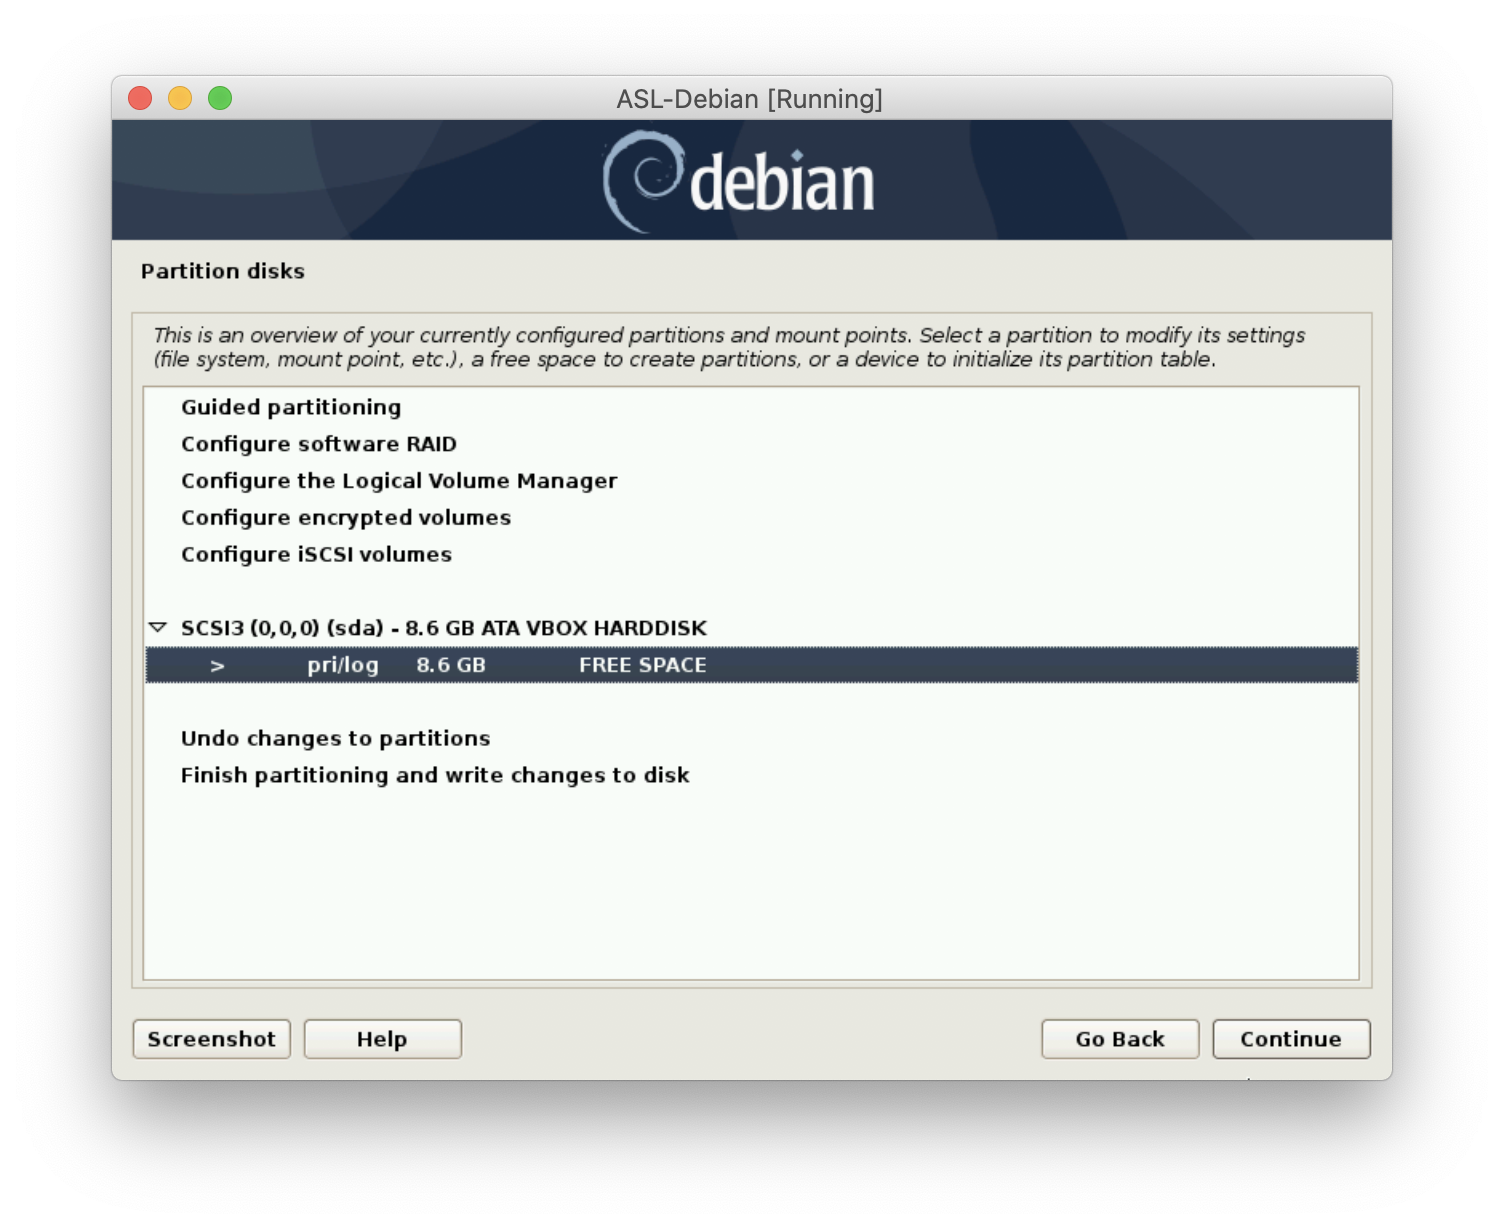 ASL-Debian [Running]
debian
Partition disks
This is an overview of your currently configured partitions and mount points. Select a partition to modify its settings
(file system, mount point, etc.), a free space to create partitions, or a device to initialize its partition table.
Guided partitioning
Configure software RAID
Configure the Logical Volume Manager
Configure encrypted volumes
Configure iSCSI volumes
SCSI3 (0,0,0) (sda) - 8.6 GB ATA VBOX HARDDISK
> pri/log 8.6 GB FREE SPACE
Undo changes to partitions
Finish partitioning and write changes to disk
Screenshot Help Go Back Continue